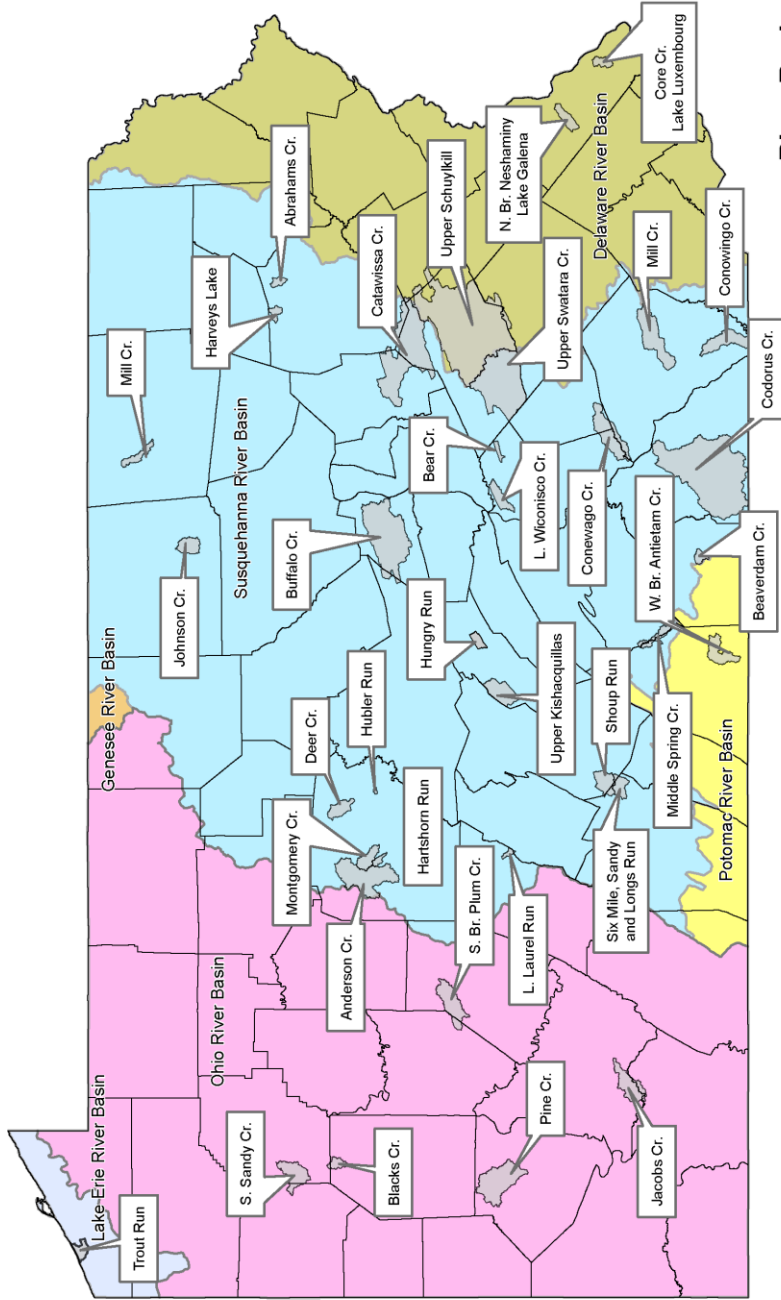 Lake Erie River Basin
Genesee River Basin
Trout Run
Mill Cr.
Johnson Cr.
Ohio River Basin
Susquehanna River Basin
Harveys Lake
S. Sandy Cr.
Abrahams Cr.
Montgomery Cr.
Deer Cr.
Buffalo Cr.
Anderson Cr.
Hubler Run
Catawissa Cr.
Blacks Cr.
Hartshorn Run
Bear Cr.
Hungry Run
Upper Schuylkill
S. Br. Plum Cr.
L. Laurel Run
L. Wiconisco Cr.
N. Br. Neshaminy
Lake Galena
Pine Cr.
Upper Kishacquillas
Upper Swatara Cr.
Conewago Cr.
Delaware River Basin
Shoup Run
Six Mile, Sandy
and Longs Run
Mill Cr.
Core Cr.
Lake Luxembourg
Jacobs Cr.
Middle Spring Cr.
W. Br. Antietam Cr.
Potomac River Basin
Conowingo Cr.
Beaverdam Cr.
Codorus Cr.